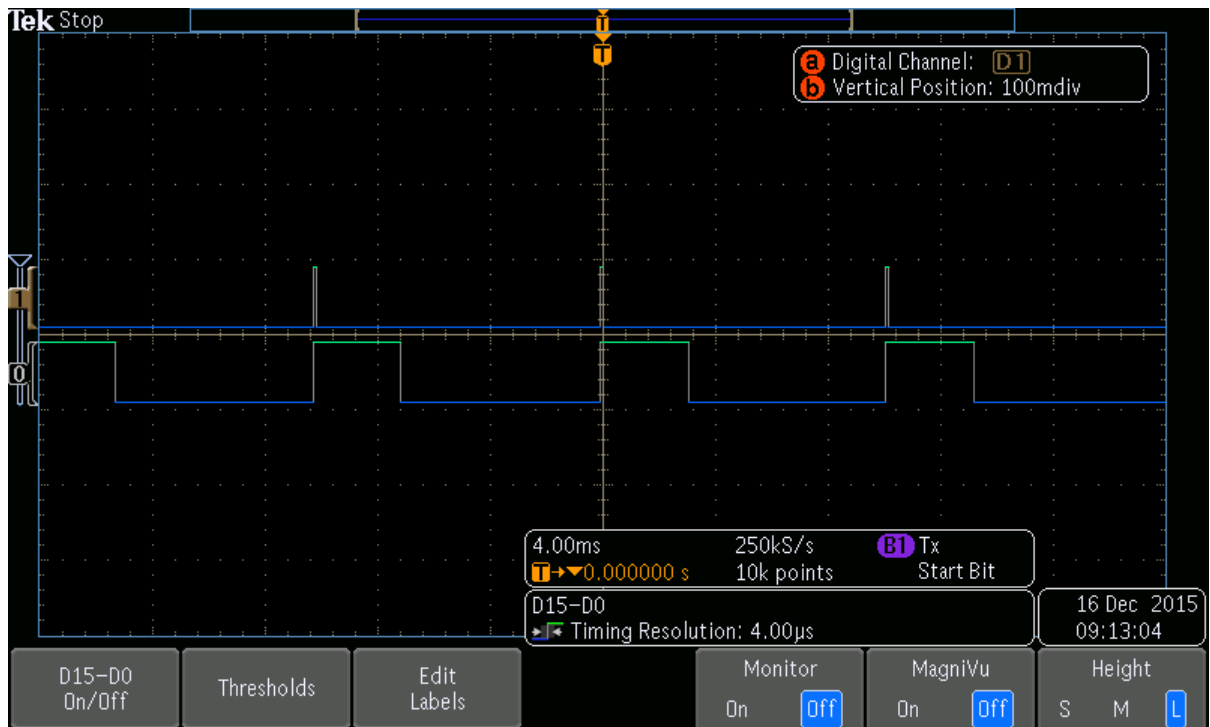 Tek Stop
T
T
a Digital Channel: D1
b Vertical Position: 100mdiv
1
0
4.00ms 250kS/s B1 Tx
T→▼0.000000 s 10k points Start Bit
D15-D0
Timing Resolution: 4.00µs
16 Dec 2015
09:13:04
D15-D0
On/Off
Thresholds
Edit
Labels
Monitor
On Off
MagniVu
On Off
Height
S M L